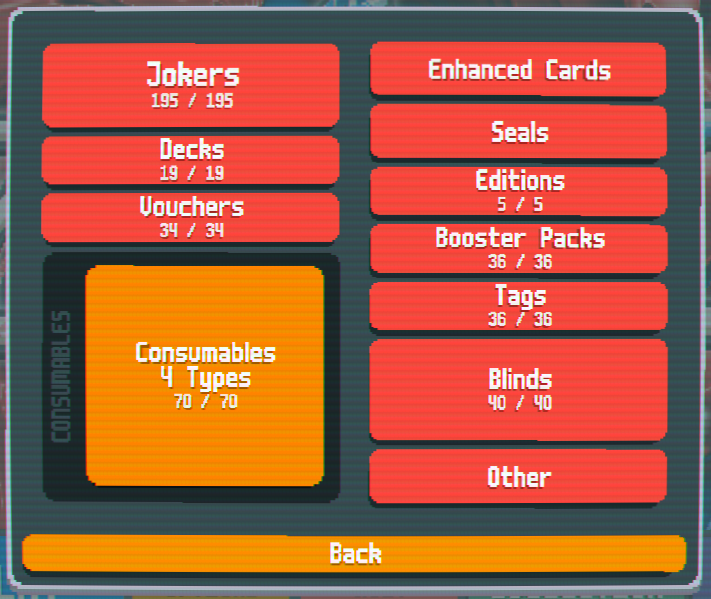 Jokers
195 / 195
Decks
19 / 19
Vouchers
34 / 34
CONSUMABLES
Consumables
4 Types
70 / 70
Enhanced Cards
Seals
Editions
5 / 5
Booster Packs
36 / 36
Tags
36 / 36
Blinds
40 / 40
Other
Back